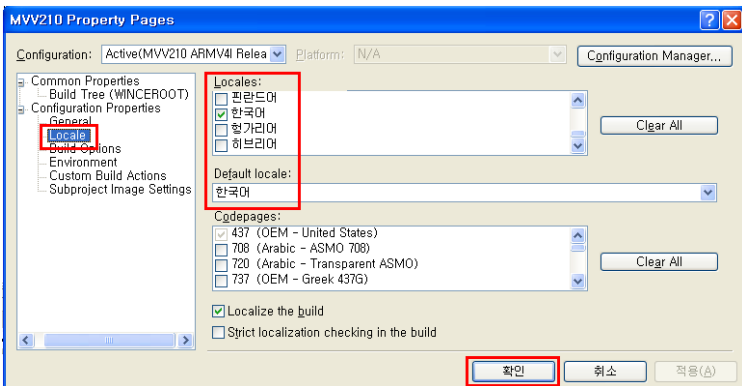 MVV210 Property Pages
Configuration: Active(MVV210 ARMV4I Relea Platform: N/A Configuration Manager...
Common Properties
Build Tree (WINCEROOT)
Configuration Properties
General
Locale
Build Options
Environment
Custom Build Actions
Subproject Image Settings
Locales:
핀란드어
한국어
헝가리어
히브리어
Clear All
Default locale:
한국어
Codepages:
437 (OEM - United States)
708 (Arabic - ASMO 708)
720 (Arabic - Transparent ASMO)
737 (OEM - Greek 437G)
Clear All
Localize the build
Strict localization checking in the build
확인 취소 적용(A)